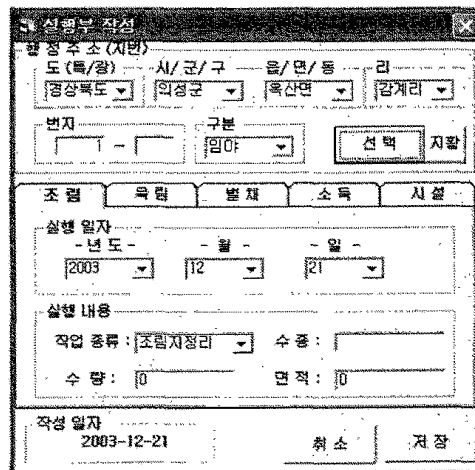 실행부 작성
행 정 주 소 (지번)
도 (특/광) 시/ 군/ 구 읍/ 면/ 동 리
경상북도 의성군 옥산면 감계리
번지 구분
1 - 임야 선 택 지황
조 림 육 림 벌 채 소 득 시 설
실행 일자
- 년 도 - - 월 - - 일 -
2003 12 21
실행 내용
작업 종류 : 조림지정리 수 종 :
수 량 : 0 면 적 : 0
작성 일자
2003-12-21 취 소 저 장